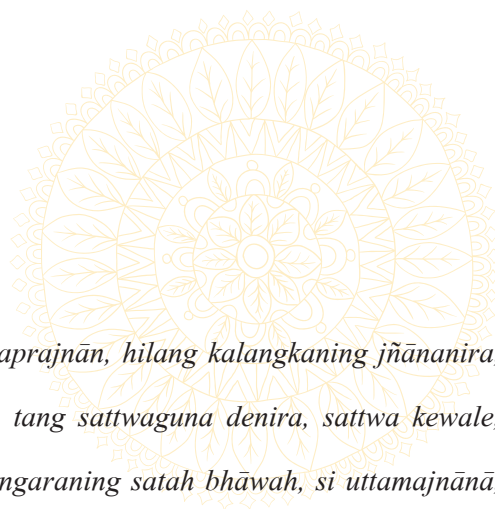 aprajnān, hilang kalangkaning jñānanira,
tang sattwaguna denira, sattwa kewale,
ngaraning satah bhāwah, si uttamajnānā,